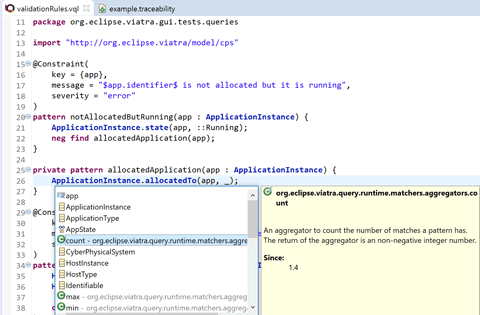 validationRules.vql
example.traceability
11 package org.eclipse.viatra.gui.tests.queries
12
13 import "http://org.eclipse.viatra/model/cps"
14
15 @Constraint(
16 key = {app},
17 message = "$app.identifier$ is not allocated but it is running",
18 severity = "error"
19 )
20 pattern notAllocatedButRunning(app : ApplicationInstance) {
21 ApplicationInstance.state(app, ::Running);
22 neg find allocatedApplication(app);
23 }
24
25 private pattern allocatedApplication(app : ApplicationInstance) {
26 ApplicationInstance.allocatedTo(app, _);
27 }
28
29 @Co
30 k
31 m
32 s
33 )
34 patte
35 H
36 H
37
38 c
app
ApplicationInstance
ApplicationType
AppState
count - org.eclipse.viatra.query.runtime.matchers.aggre
CyberPhysicalSystem
HostInstance
HostType
Identifiable
max - org.eclipse.viatra.query.runtime.matchers.aggreg
min - org.eclipse.viatra.query.runtime.matchers.aggreg
org.eclipse.viatra.query.runtime.matchers.aggregators.co
unt
An aggregator to count the number of matches a pattern has.
The return of the aggregator is an non-negative integer number.
Since:
1.4